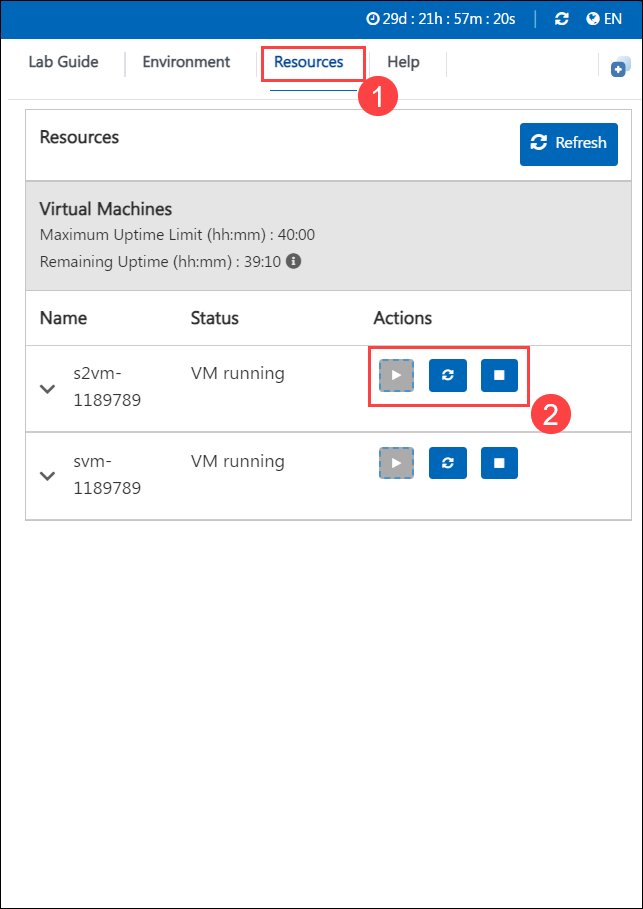 29d : 21h : 57m : 20s EN
Lab Guide Environment Resources Help
1
Resources Refresh
Virtual Machines
Maximum Uptime Limit (hh:mm) : 40:00
Remaining Uptime (hh:mm) : 39:10
Name Status Actions
s2vm-
1189789
VM running
2
svm-
1189789
VM running